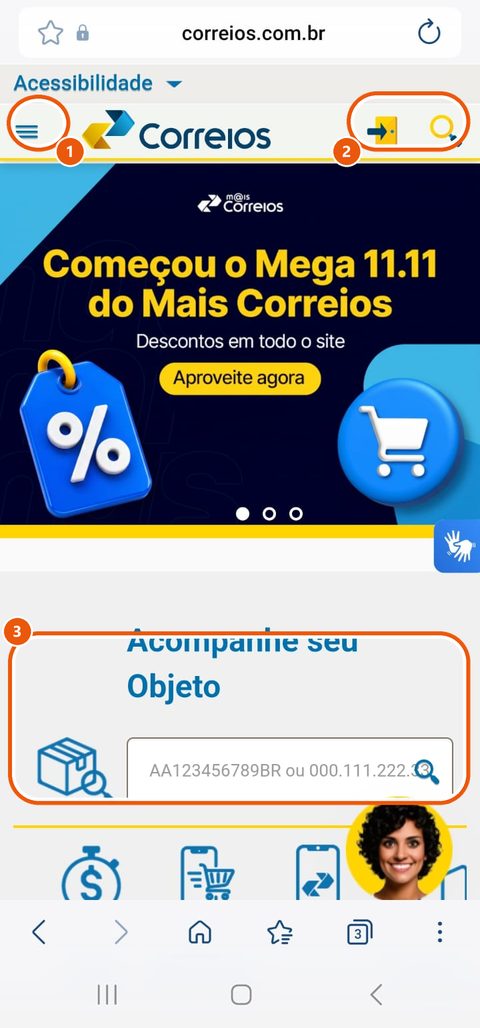 correios.com.br
Acessibilidade
1
Correios
2
m@is
Correios
Começou o Mega 11.11
do Mais Correios
Descontos em todo o site
Aproveite agora
%
3
Acompanhe seu
Objeto
AA123456789BR ou 000.111.222.33
$
3